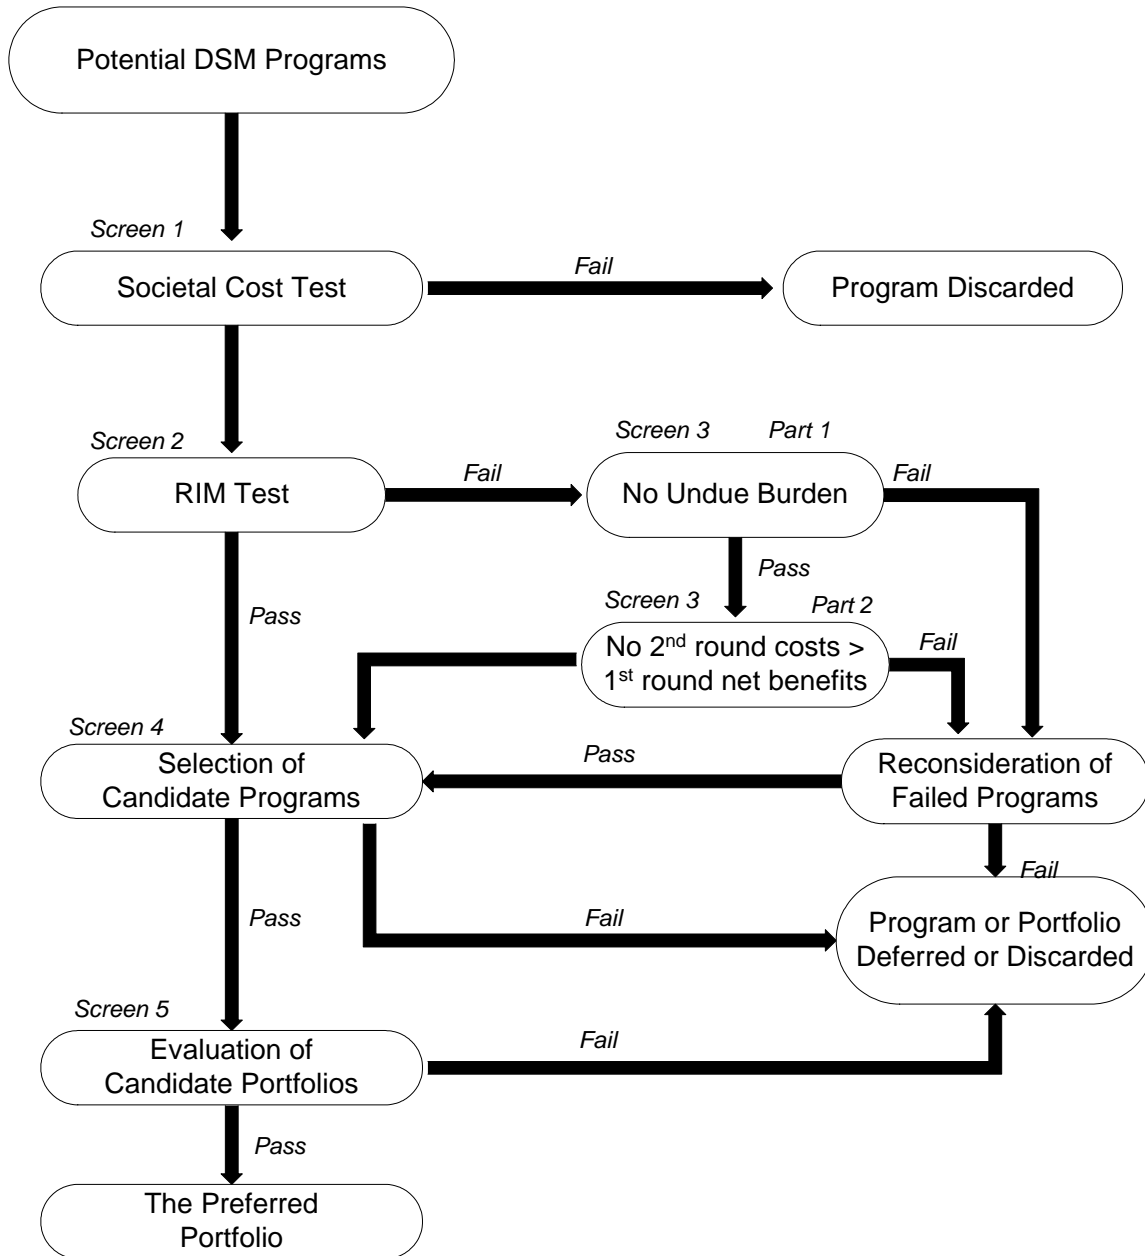 Potential DSM Programs
Screen 1
Societal Cost Test
Fail
Program Discarded
Screen 2
RIM Test
Fail
Screen 3 Part 1
No Undue Burden
Fail
Pass
Pass
Screen 3 Part 2
No 2nd round costs >
1st round net benefits
Fail
Screen 4
Selection of
Candidate Programs
Pass
Reconsideration of
Failed Programs
Fail
Pass
Fail
Program or Portfolio
Deferred or Discarded
Screen 5
Evaluation of
Candidate Portfolios
Fail
Pass
The Preferred
Portfolio